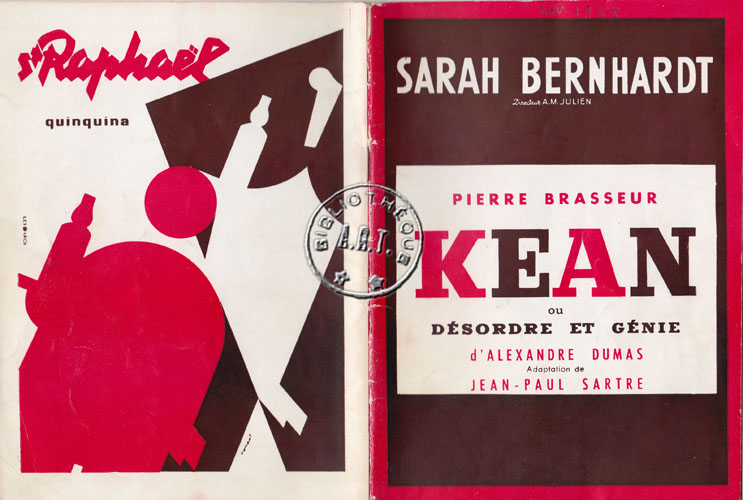 St Raphaël
quinquina
BIBLIOTHÈQUE
A.R.T.
SARAH BERNHARDT
Directeur A.M. JULIEN
PIERRE BRASSEUR
KEAN
ou
DÉSORDRE ET GÉNIE
d'ALEXANDRE DUMAS
Adaptation de
JEAN-PAUL SARTRE